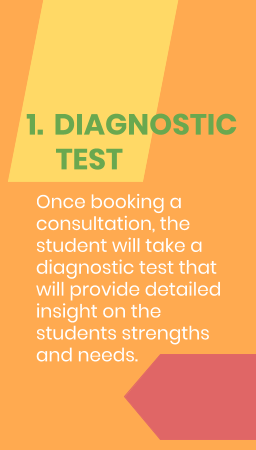 1. DIAGNOSTIC
TEST
Once booking a
consultation, the
student will take a
diagnostic test that
will provide detailed
insight on the
students strengths
and needs.